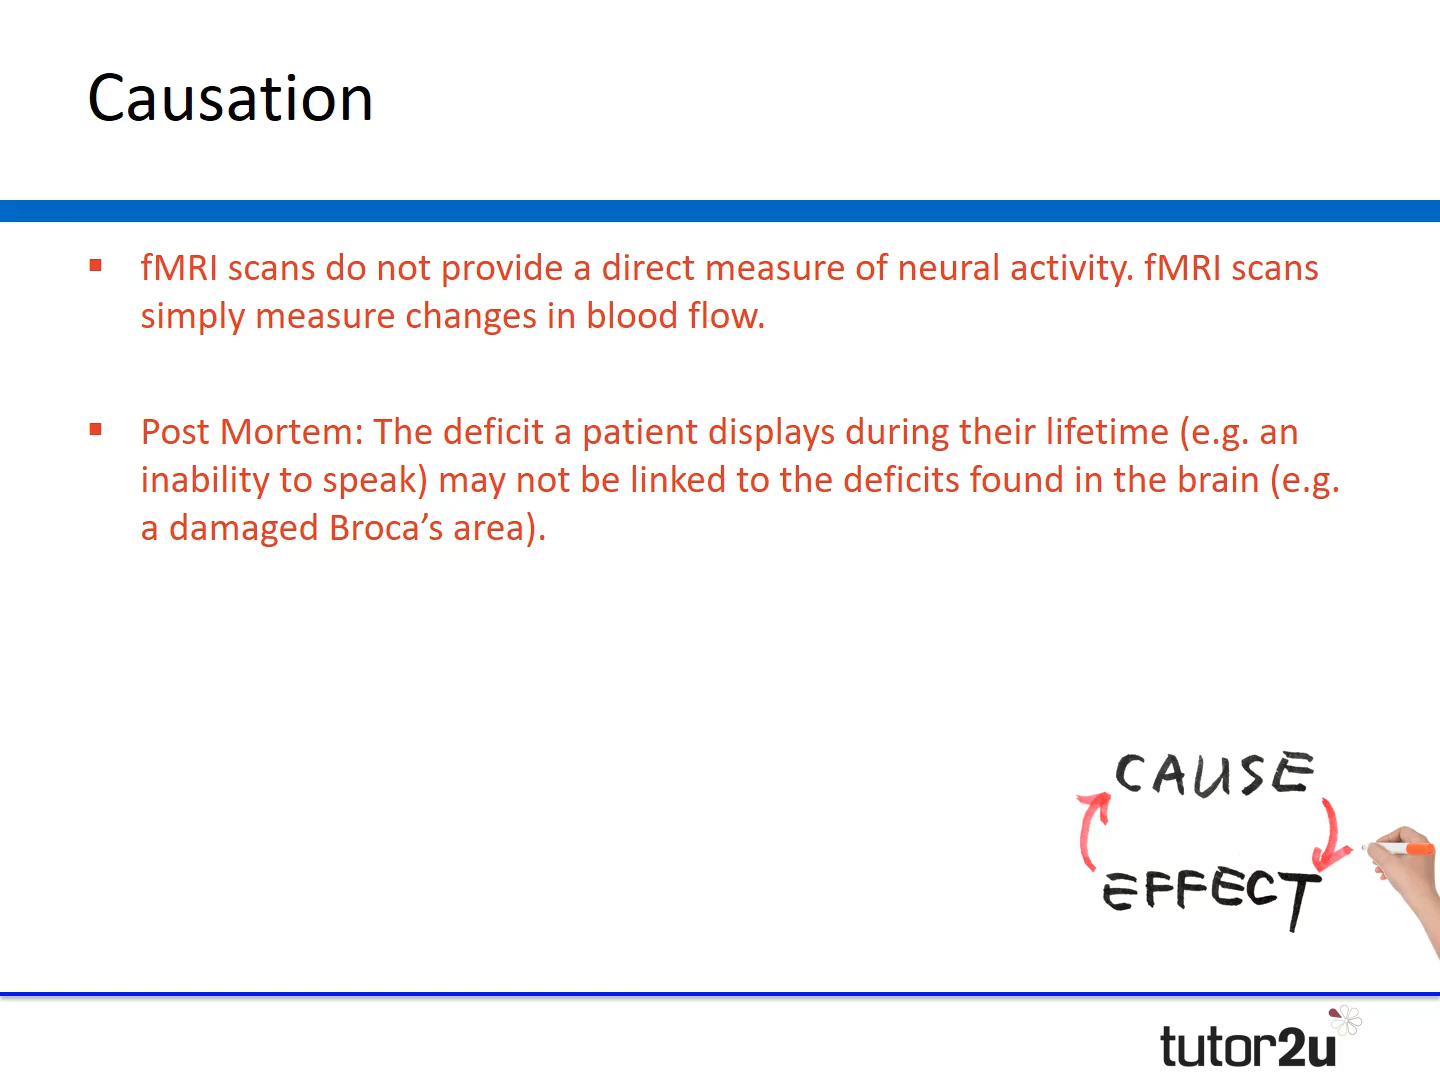 Causation
fMRI scans do not provide a direct measure of neural activity. fMRI scans
simply measure changes in blood flow.
Post Mortem: The deficit a patient displays during their lifetime (e.g. an
inability to speak) may not be linked to the deficits found in the brain (e.g.
a damaged Broca’s area).
CAUSE
EFFECT
tutor2u